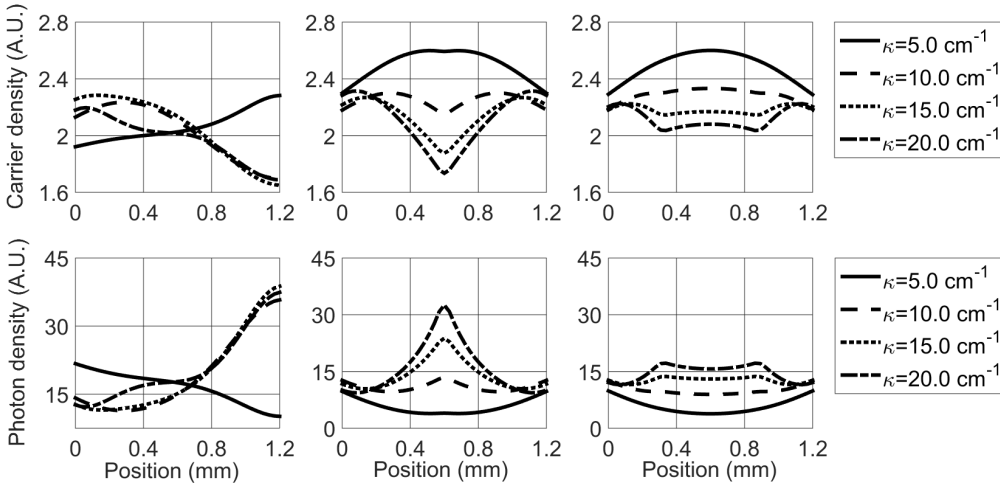 Carrier density (A.U.)
2.8
2.4
2
1.6
0 0.4 0.8 1.2
2.8
2.4
2
1.6
0 0.4 0.8 1.2
2.8
2.4
2
1.6
0 0.4 0.8 1.2
κ=5.0 cm⁻¹
κ=10.0 cm⁻¹
κ=15.0 cm⁻¹
κ=20.0 cm⁻¹
Photon density (A.U.)
45
30
15
0 0.4 0.8 1.2
Position (mm)
45
30
15
0
0 0.4 0.8 1.2
Position (mm)
45
30
15
0
0 0.4 0.8 1.2
Position (mm)
κ=5.0 cm⁻¹
κ=10.0 cm⁻¹
κ=15.0 cm⁻¹
κ=20.0 cm⁻¹